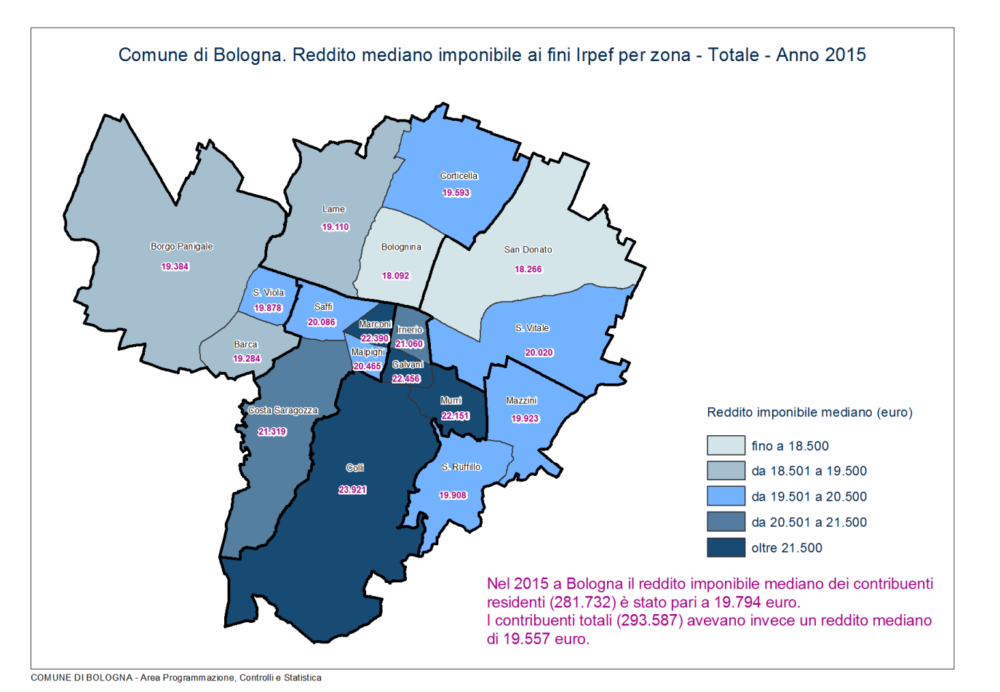 Comune di Bologna. Reddito mediano imponibile ai fini Irpef per zona - Totale - Anno 2015
Corticella
19.593
Lame
19.110
Borgo Panigale
19.384
Bolognina
18.092
San Donato
18.266
S. Viola
19.878
Saffi
20.086
Marconi
22.390
Irnerio
21.060
S. Vitale
20.020
Barca
19.284
Malpighi
20.465
Galvani
22.456
Costa Saragozza
21.319
Murri
22.151
Mazzini
19.923
Colli
23.921
S. Ruffillo
19.908
Reddito imponibile mediano (euro)
fino a 18.500
da 18.501 a 19.500
da 19.501 a 20.500
da 20.501 a 21.500
oltre 21.500
Nel 2015 a Bologna il reddito imponibile mediano dei contribuenti
residenti (281.732) è stato pari a 19.794 euro.
I contribuenti totali (293.587) avevano invece un reddito mediano
di 19.557 euro.
COMUNE DI BOLOGNA - Area Programmazione, Controlli e Statistica